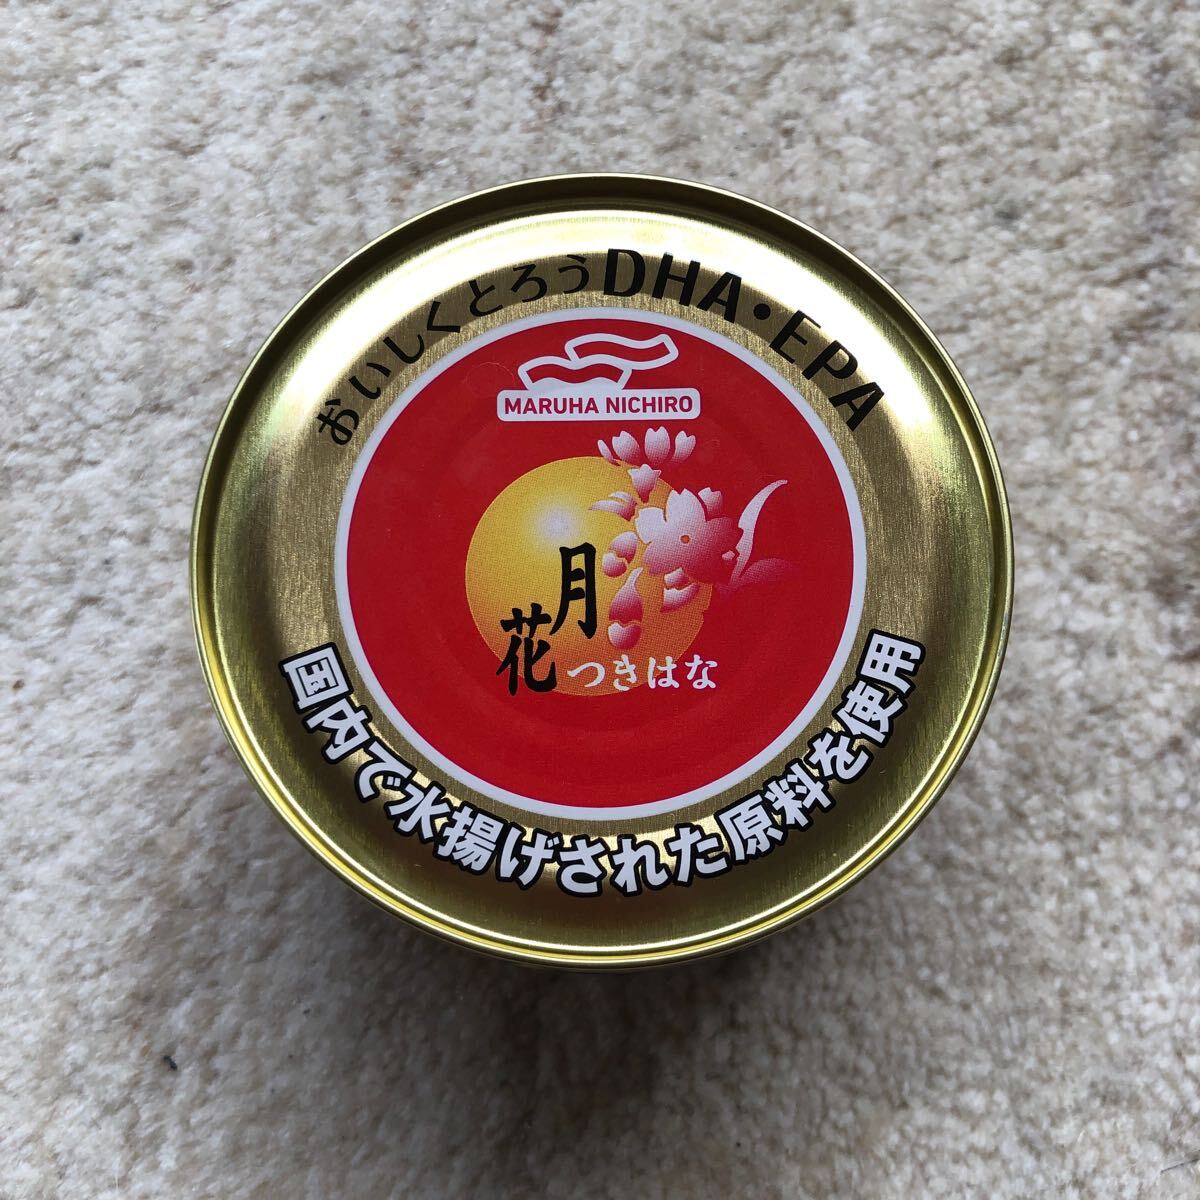 おいしくとろうDHA・EPA
MARUHA NICHIRO
月花
つきはな
国内で水揚げされた原料を使用